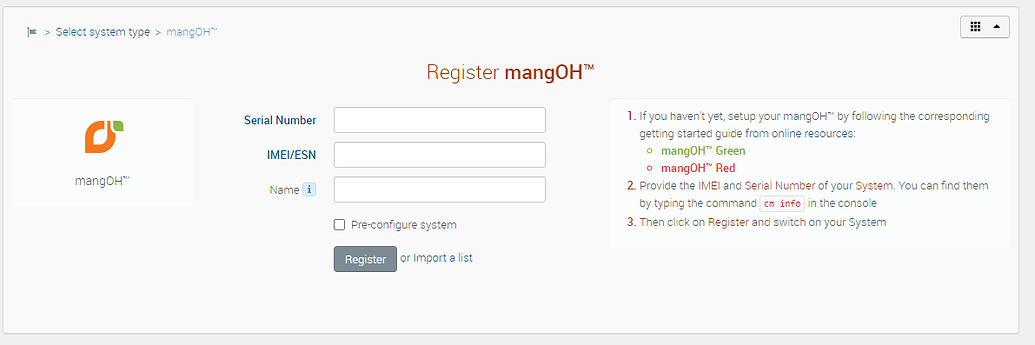 > Select system type > mangOH™
Register mangOH™
mangOH™
Serial Number
IMEI/ESN
Name i
Pre-configure system
Register or Import a list
1. If you haven't yet, setup your mangOH™ by following the corresponding
getting started guide from online resources:
mangOH™ Green
mangOH™ Red
2. Provide the IMEI and Serial Number of your System. You can find them
by typing the command cm info in the console
3. Then click on Register and switch on your System